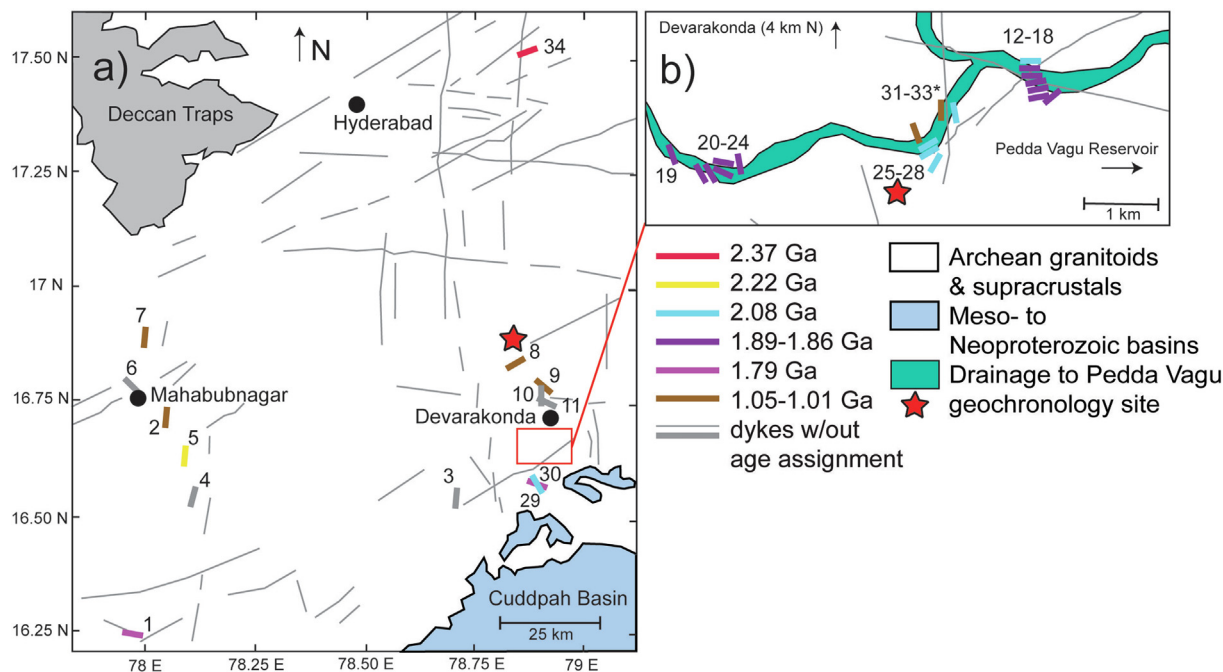 17.50 N
17.25 N
17 N
16.75 N
16.50 N
16.25 N
78 E
78.25 E
78.50 E
78.75 E
79 E
a)
N
34
Deccan Traps
Hyderabad
7
6
Mahabubnagar
2
5
4
8
9
10
11
Devarakonda
3
30
29
1
Cuddpah Basin
25 km
b)
Devarakonda (4 km N)
12-18
31-33*
20-24
19
25-28
Pedda Vagu Reservoir
1 km
2.37 Ga
2.22 Ga
2.08 Ga
1.89-1.86 Ga
1.79 Ga
1.05-1.01 Ga
dykes w/out
age assignment
Archean granitoids
& supracrustals
Meso- to
Neoproterozoic basins
Drainage to Pedda Vagu
geochronology site